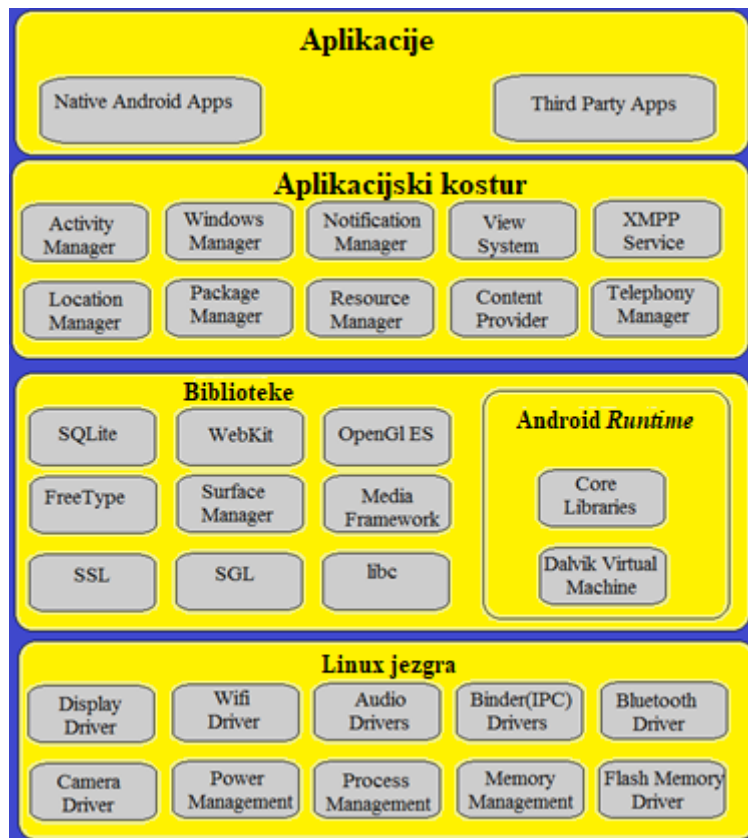 Aplikacije
Native Android Apps
Third Party Apps
Aplikacijski kostur
Activity
Manager
Windows
Manager
Notification
Manager
View
System
XMPP
Service
Location
Manager
Package
Manager
Resource
Manager
Content
Provider
Telephony
Manager
Biblioteke
SQLite
WebKit
OpenGl ES
FreeType
Surface
Manager
Media
Framework
SSL
SGL
libc
Android Runtime
Core
Libraries
Dalvik Virtual
Machine
Linux jezgra
Display
Driver
Wifi
Driver
Audio
Drivers
Binder(IPC)
Drivers
Bluetooth
Driver
Camera
Driver
Power
Management
Process
Management
Memory
Management
Flash Memory
Driver